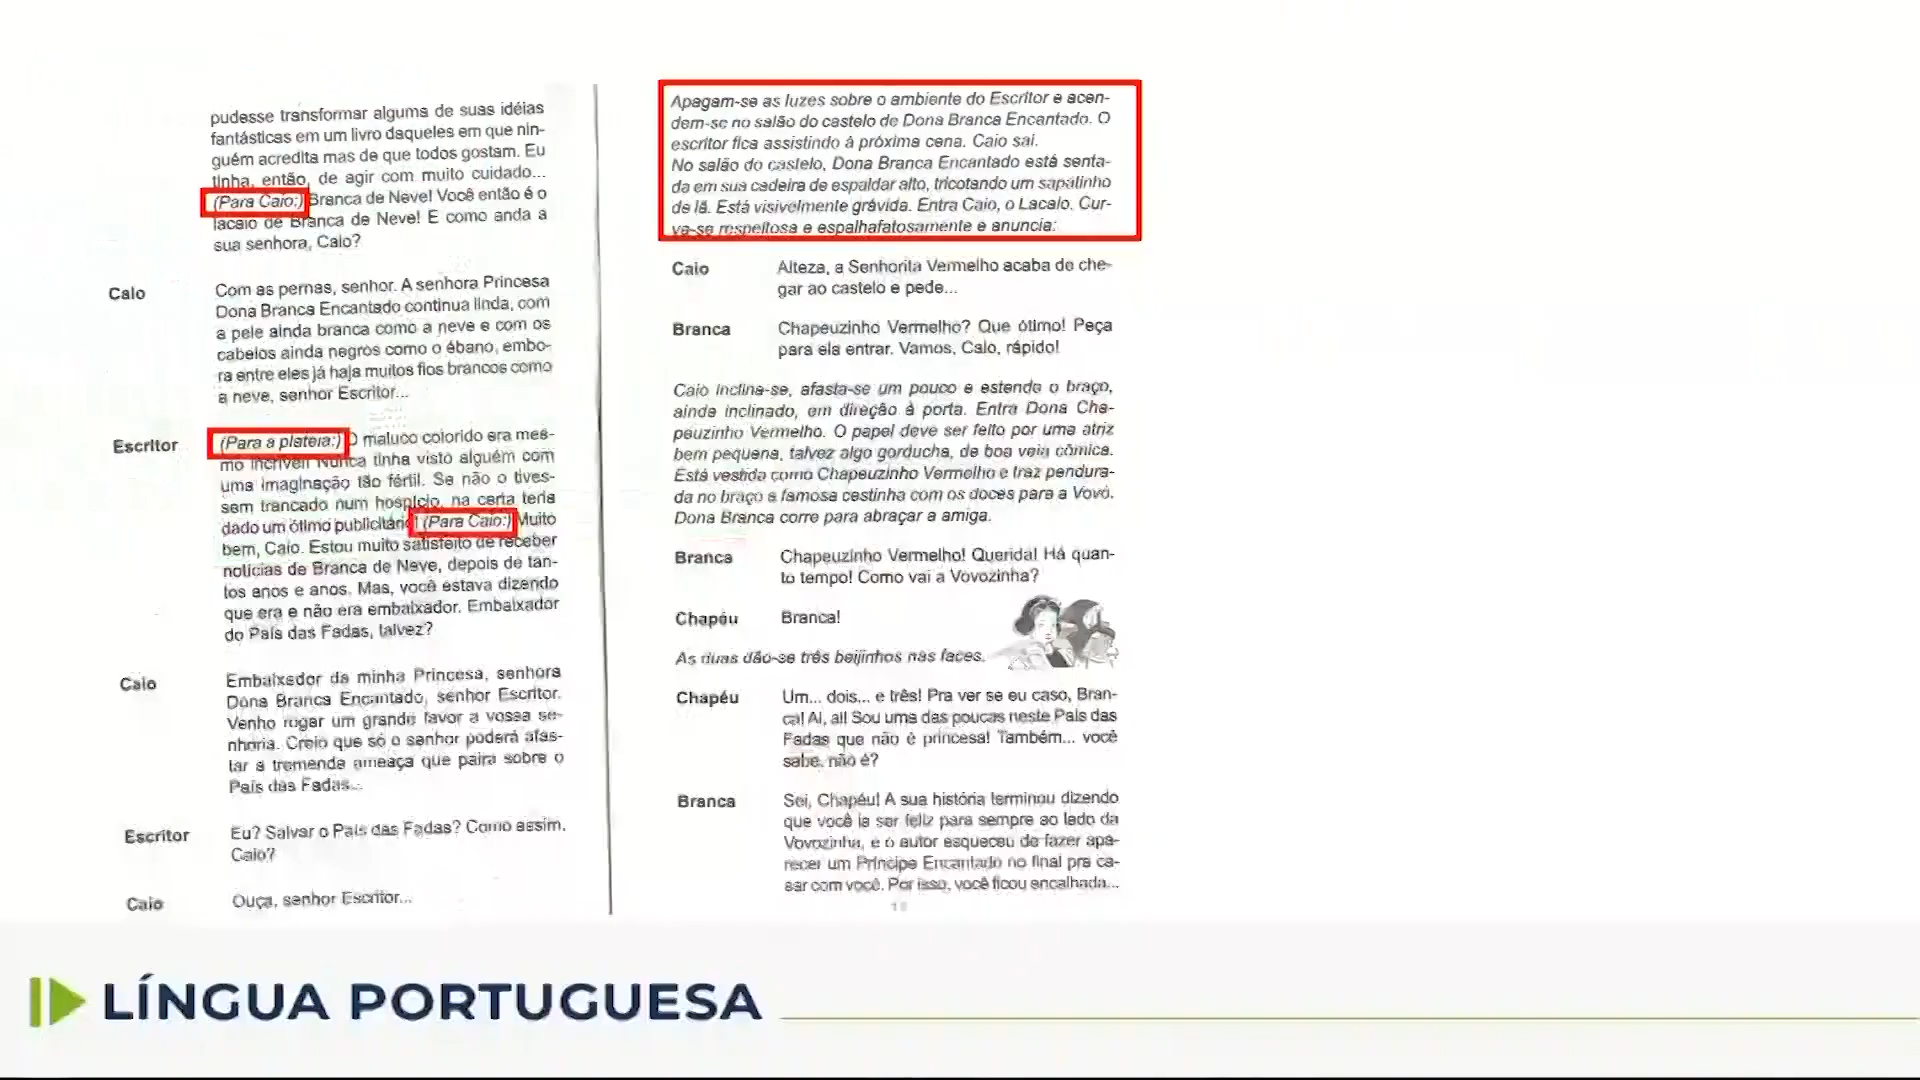 pudesse transformar alguma de suas idéias
fantásticas em um livro daqueles em que nin-
guém acredita mas de que todos gostam. Eu
tinha, então, de agir com muito cuidado...
(Para Caio:) Branca de Neve! Você então é o
lacaio de Branca de Neve! E como anda a
sua senhora, Caio?
Caio Com as pernas, senhor. A senhora Princesa
Dona Branca Encantado continua linda, com
a pele ainda branca como a neve e com os
cabelos ainda negros como o ébano, embo-
ra entre eles já haja muitos fios brancos como
a neve, senhor Escritor...
Escritor (Para a platéia:) O maluco colorido era mes-
mo incrível! Nunca tinha visto alguém com
uma imaginação tão fértil. Se não o tives-
sem trancado num hospício, na certa teria
dado um ótimo publicitário! (Para Caio:) Muito
bem, Caio. Estou muito satisfeito de receber
notícias de Branca de Neve, depois de tan-
tos anos e anos. Mas, você estava dizendo
que era e não era embaixador. Embaixador
do País das Fadas, talvez?
Caio Embaixador da minha Princesa, senhora
Dona Branca Encantado, senhor Escritor.
Venho rogar um grande favor a vossa se-
nhoria. Creio que só o senhor poderá afas-
tar a tremenda ameaça que paira sobre o
País das Fadas...
Escritor Eu? Salvar o País das Fadas? Como assim,
Caio?
Caio Ouça, senhor Escritor...
Apagam-se as luzes sobre o ambiente do Escritor e acen-
dem-se no salão do castelo de Dona Branca Encantado. O
escritor fica assistindo à próxima cena. Caio sai.
No salão do castelo, Dona Branca Encantado está senta-
da em sua cadeira de espaldar alto, tricotando um sapatinho
de lã. Está visivelmente grávida. Entra Caio, o Lacaio. Cur-
va-se respeitosa e espalhafatosamente e anuncia:
Caio Alteza, a Senhorita Vermelho acaba de che-
gar ao castelo e pede...
Branca Chapeuzinho Vermelho? Que ótimo! Peça
para ela entrar. Vamos, Caio, rápido!
Caio inclina-se, afasta-se um pouco e estende o braço,
ainda inclinado, em direção à porta. Entra Dona Cha-
peuzinho Vermelho. O papel deve ser feito por uma atriz
bem pequena, talvez algo gorducha, de boa veia cômica.
Está vestida como Chapeuzinho Vermelho e traz pendura-
da no braço a famosa cestinha com os doces para a Vovó.
Dona Branca corre para abraçar a amiga.
Branca Chapeuzinho Vermelho! Querida! Há quan-
to tempo! Como vai a Vovozinha?
Chapéu Branca!
As duas dão-se três beijinhos nas faces.
Chapéu Um... dois... e três! Pra ver se eu caso, Bran-
ca! Ai, ai! Sou uma das poucas neste País das
Fadas que não é princesa! Também... você
sabe, não é?
Branca Sei, Chapéu! A sua história terminou dizendo
que você ia ser feliz para sempre ao lado da
Vovozinha, e o autor esqueceu de fazer apa-
recer um Príncipe Encantado no final pra ca-
sar com você. Por isso, você ficou encalhada...
LÍNGUA PORTUGUESA